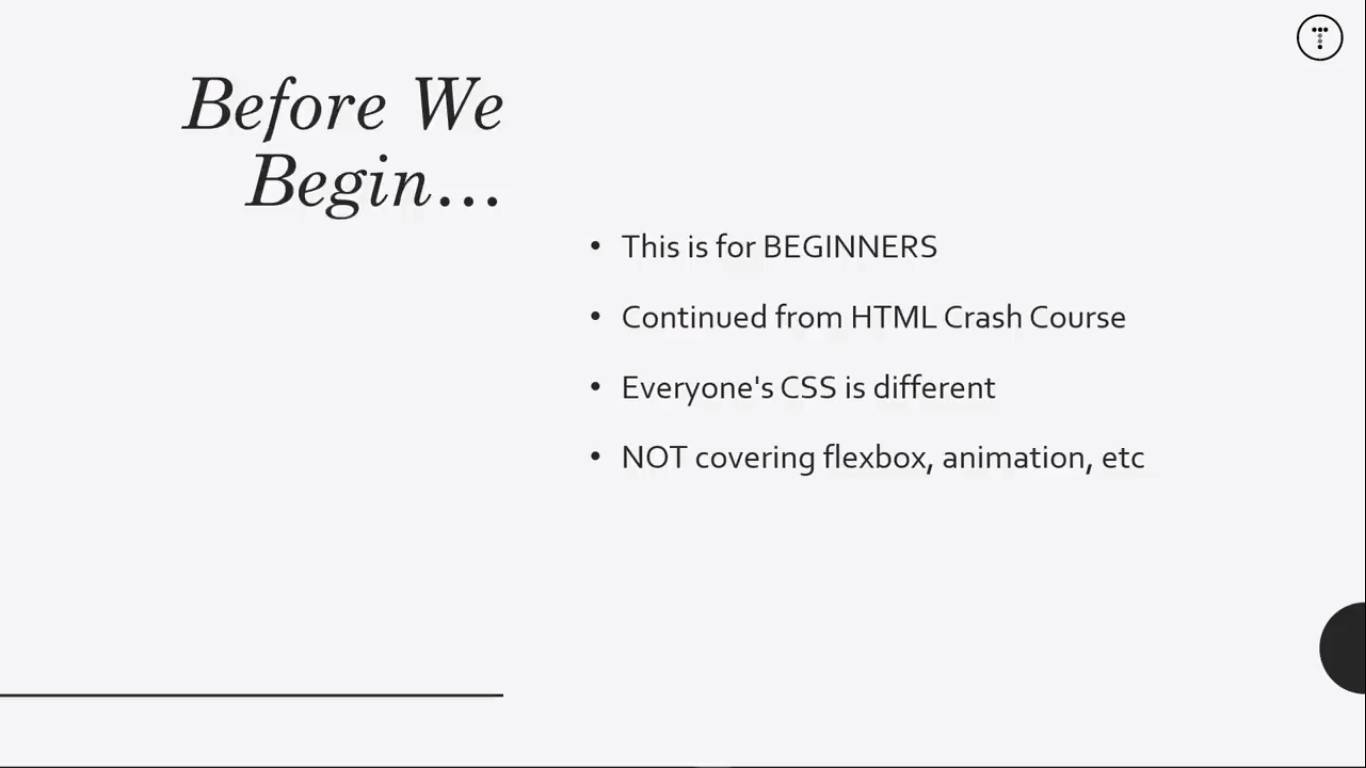 Before We
Begin…
• This is for BEGINNERS
• Continued from HTML Crash Course
• Everyone's CSS is different
• NOT covering flexbox, animation, etc